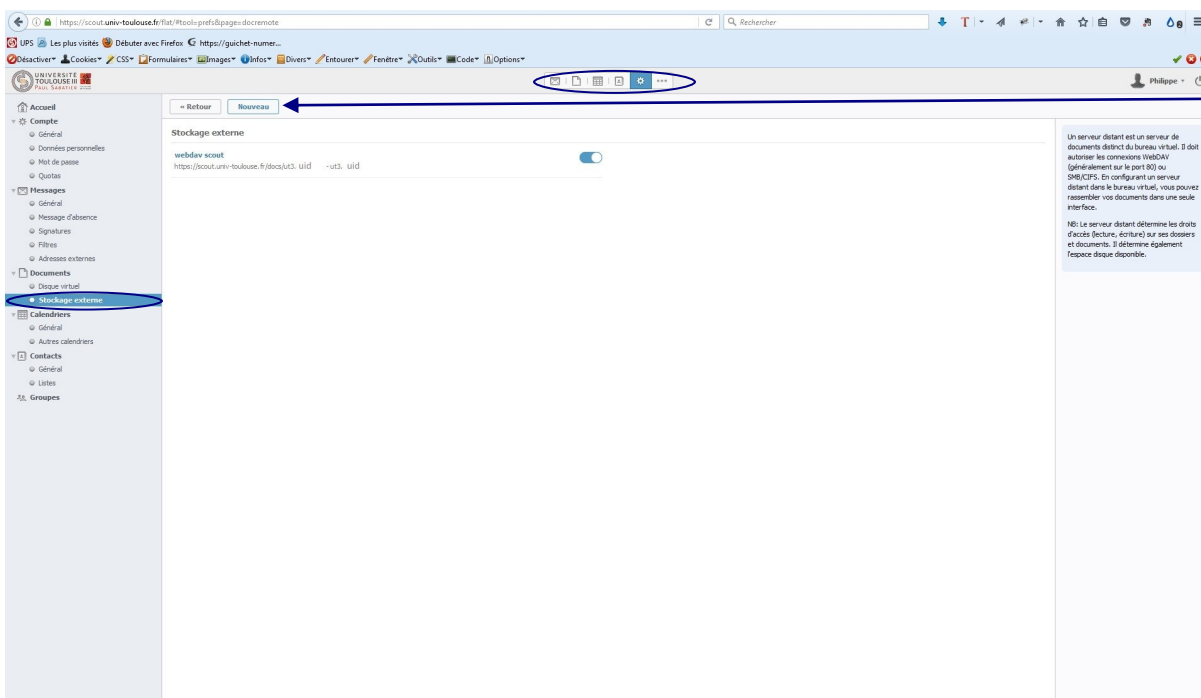 https://scout.univ-toulouse.fr/flat/#tool=prefs&page=docremote
Rechercher
UPS Les plus visités Débuter avec Firefox https://guichet-numer...
Désactiver Cookies CSS Formulaires Images Infos Divers Entourer Fenêtre Outils Code Options
UNIVERSITÉ
TOULOUSE III
PAUL SABATIER
Philippe
Accueil
Compte
Général
Données personnelles
Mot de passe
Quotas
Messages
Général
Message d'absence
Signatures
Filtres
Adresses externes
Documents
Disque virtuel
Stockage externe
Calendriers
Général
Autres calendriers
Contacts
Général
Listes
Groupes
« Retour Nouveau
Stockage externe
webdav scout
https://scout.univ-toulouse.fr/docs/ut3. uid - ut3. uid
Un serveur distant est un serveur de
documents distinct du bureau virtuel. Il doit
autoriser les connexions WebDAV
(généralement sur le port 80) ou
SMB/CIFS. En configurant un serveur
distant dans le bureau virtuel, vous pouvez
rassembler vos documents dans une seule
interface.
NB: Le serveur distant détermine les droits
d'accès (lecture, écriture) sur ses dossiers
et documents. Il détermine également
l'espace disque disponible.